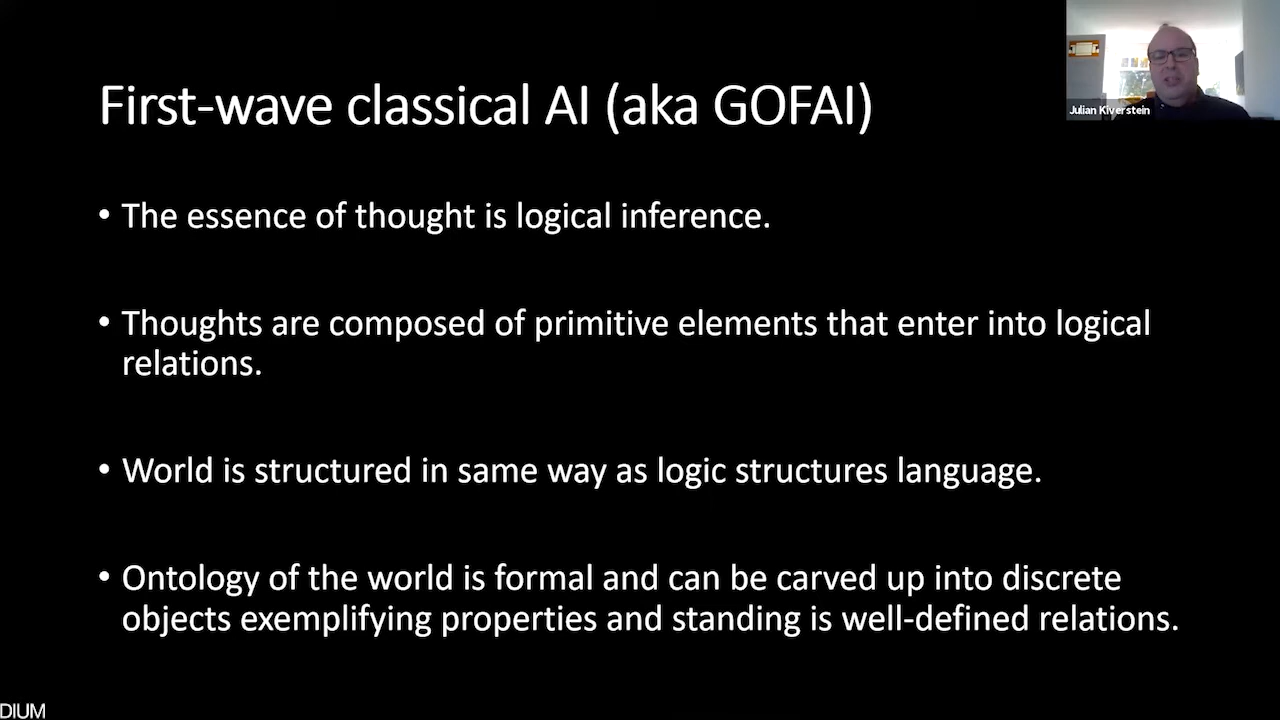 First-wave classical AI (aka GOFAI)
Julian Kiverstein
• The essence of thought is logical inference.
• Thoughts are composed of primitive elements that enter into logical
relations.
• World is structured in same way as logic structures language.
• Ontology of the world is formal and can be carved up into discrete
objects exemplifying properties and standing is well-defined relations.
DIUM